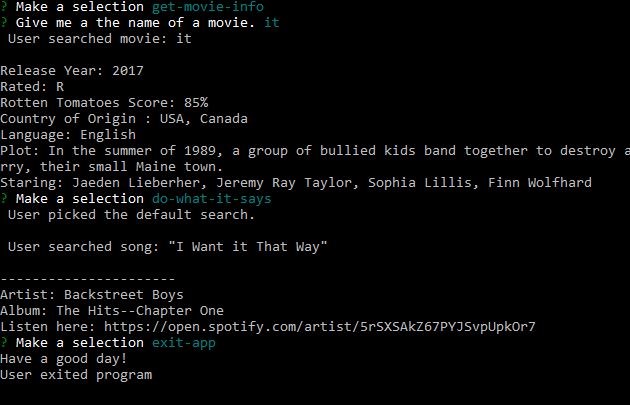 ? Make a selection get-movie-info
? Give me a the name of a movie. it
User searched movie: it
Release Year: 2017
Rated: R
Rotten Tomatoes Score: 85%
Country of Origin : USA, Canada
Language: English
Plot: In the summer of 1989, a group of bullied kids band together to destroy a
rry, their small Maine town.
Staring: Jaeden Lieberher, Jeremy Ray Taylor, Sophia Lillis, Finn Wolfhard
? Make a selection do-what-it-says
User picked the default search.
User searched song: "I Want it That Way"
----------------------
Artist: Backstreet Boys
Album: The Hits--Chapter One
Listen here: https://open.spotify.com/artist/5rSXSAkZ67PYJSvpUpkOr7
? Make a selection exit-app
Have a good day!
User exited program